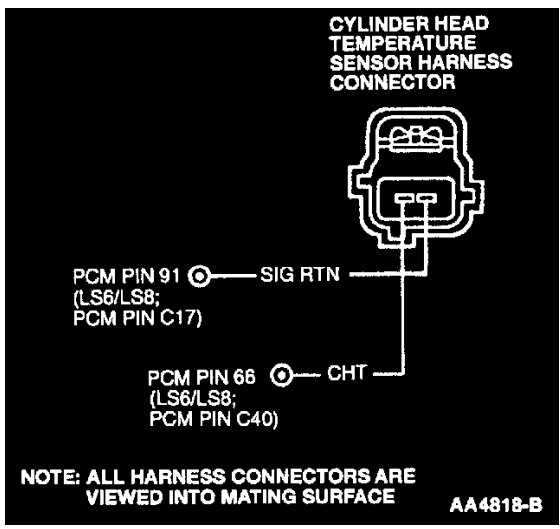 CYLINDER HEAD
TEMPERATURE
SENSOR HARNESS
CONNECTOR
PCM PIN 91 SIG RTN
(LS6/LS8;
PCM PIN C17)
PCM PIN 66 CHT
(LS6/LS8;
PCM PIN C40)
NOTE: ALL HARNESS CONNECTORS ARE
VIEWED INTO MATING SURFACE
AA4818-B